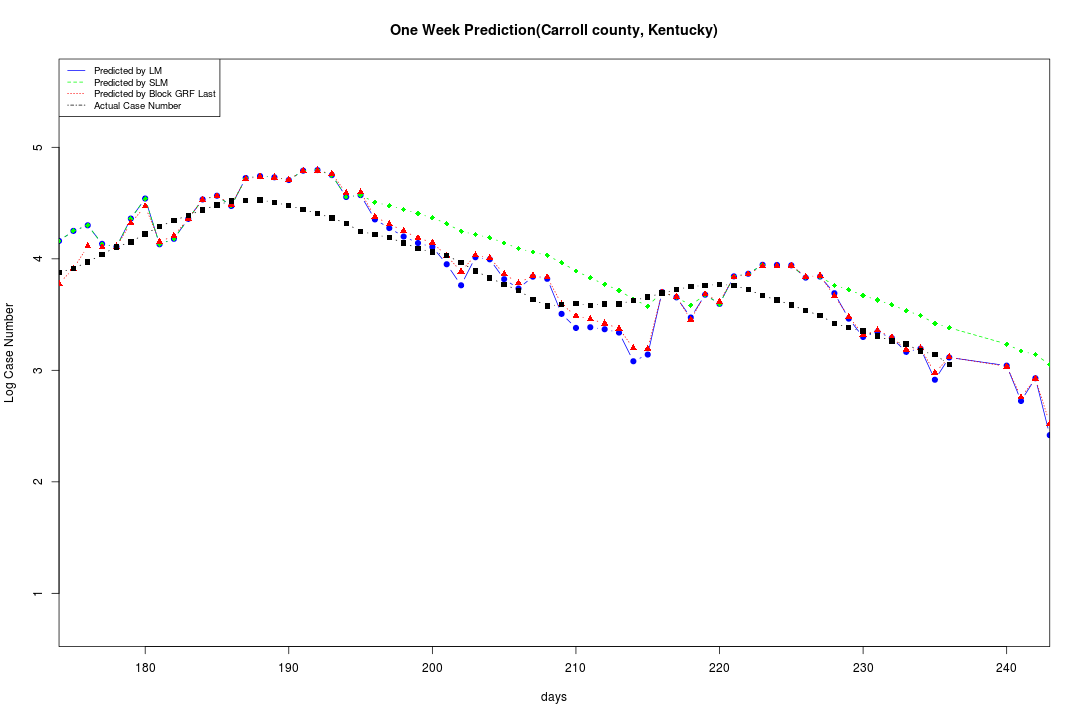 One Week Prediction(Carroll county, Kentucky)
Predicted by LM
Predicted by SLM
Predicted by Block GRF Last
Actual Case Number
5
4
3
2
1
Log Case Number
180 190 200 210 220 230 240
days